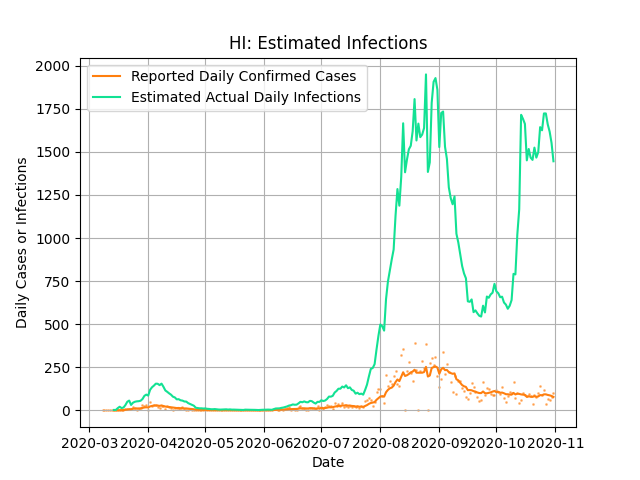 HI: Estimated Infections
Reported Daily Confirmed Cases
Estimated Actual Daily Infections
Daily Cases or Infections
2000
1750
1500
1250
1000
750
500
250
0
2020-03 2020-04 2020-05 2020-06 2020-07 2020-08 2020-09 2020-10 2020-11
Date